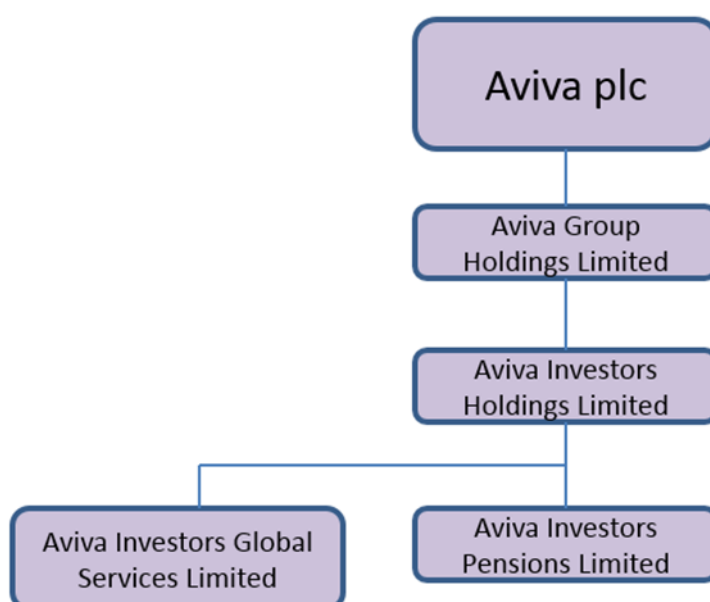 Aviva plc
Aviva Group
Holdings Limited
Aviva Investors
Holdings Limited
Aviva Investors Global
Services Limited
Aviva Investors
Pensions Limited